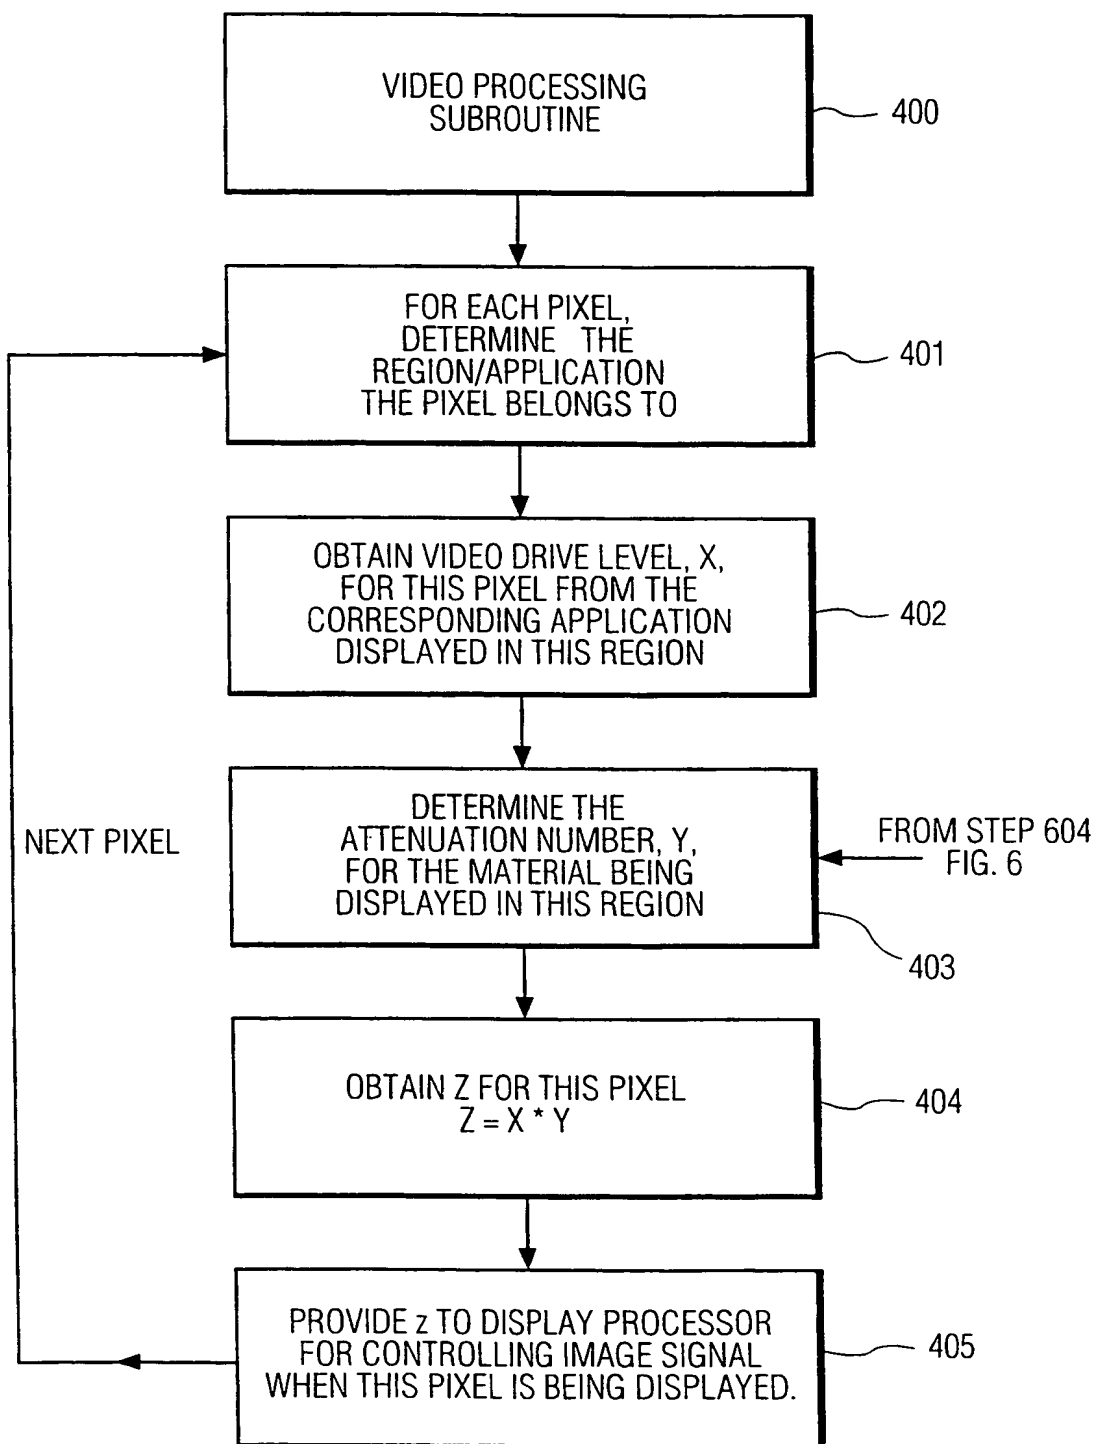 VIDEO PROCESSING
SUBROUTINE
400
FOR EACH PIXEL,
DETERMINE THE
REGION/APPLICATION
THE PIXEL BELONGS TO
401
OBTAIN VIDEO DRIVE LEVEL, X,
FOR THIS PIXEL FROM THE
CORRESPONDING APPLICATION
DISPLAYED IN THIS REGION
402
DETERMINE THE
ATTENUATION NUMBER, Y,
FOR THE MATERIAL BEING
DISPLAYED IN THIS REGION
NEXT PIXEL
FROM STEP 604
FIG. 6
403
OBTAIN Z FOR THIS PIXEL
Z = X * Y
404
PROVIDE z TO DISPLAY PROCESSOR
FOR CONTROLLING IMAGE SIGNAL
WHEN THIS PIXEL IS BEING DISPLAYED.
405